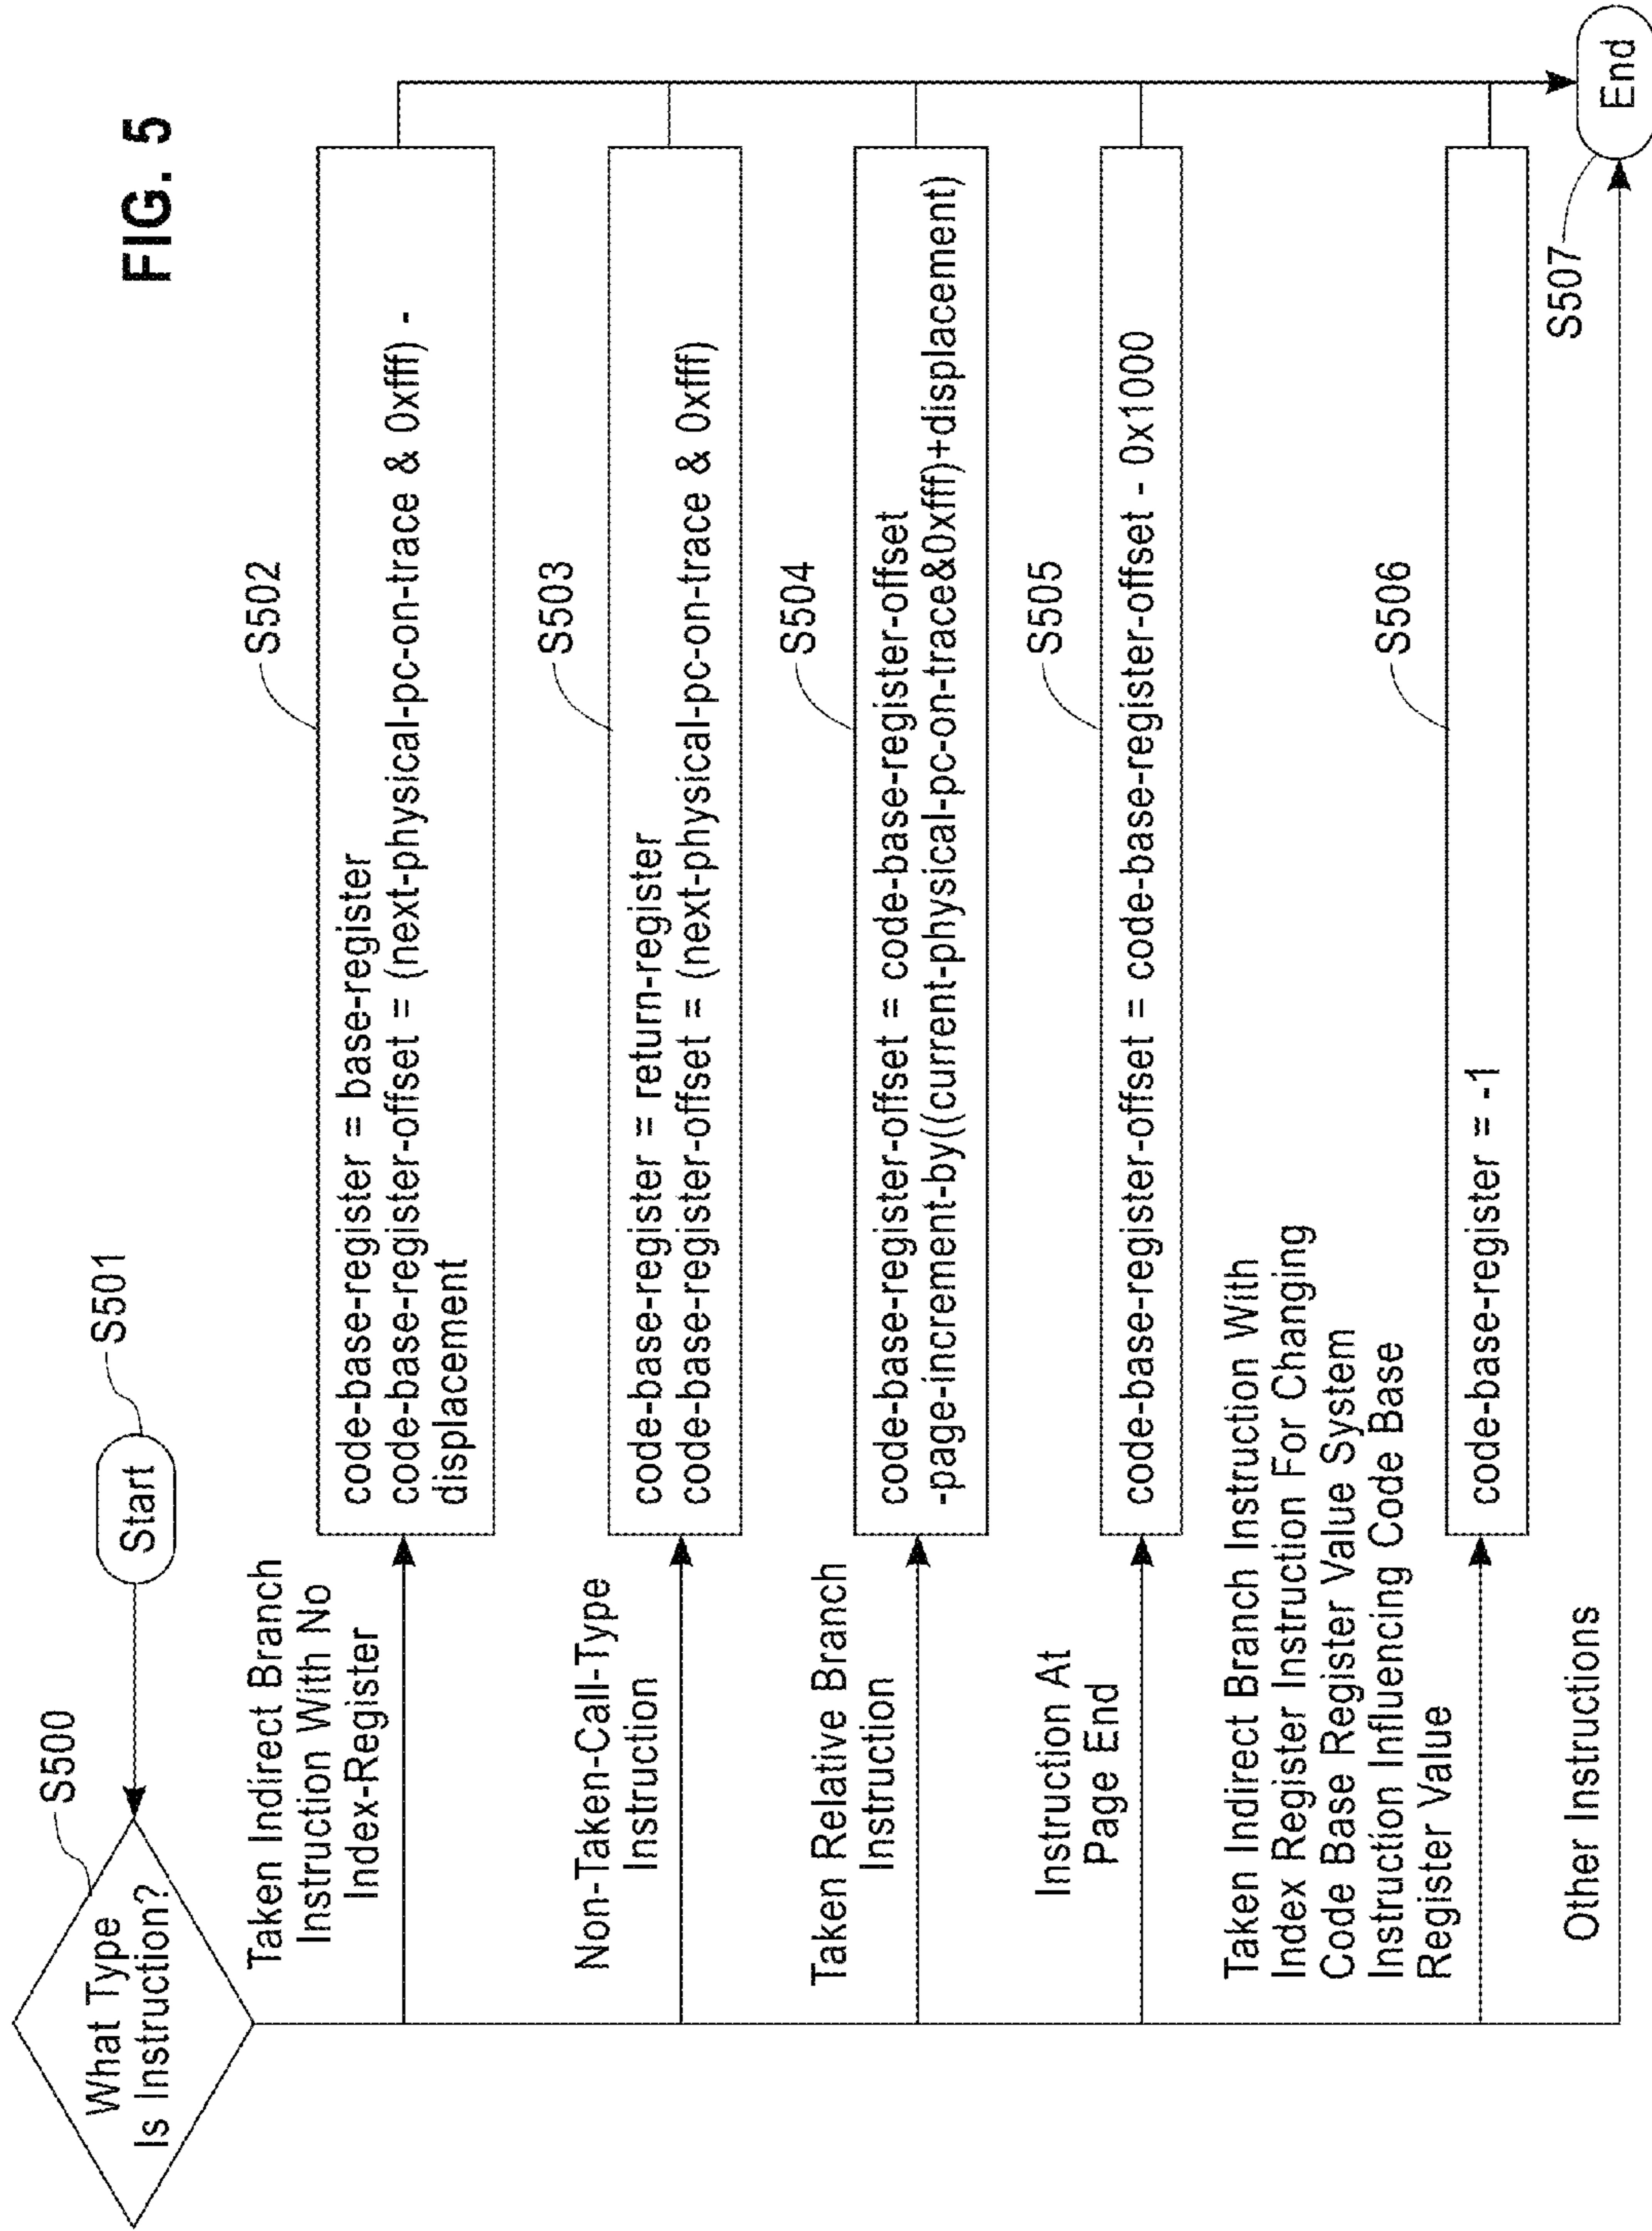 FIG. 5
S501
Start
S500
What Type
Is Instruction?
Taken Indirect Branch
Instruction With No
Index-Register
S502
code-base-register = base-register
code-base-register-offset = (next-physical-pc-on-trace & 0xfff) -
displacement
Non-Taken-Call-Type
Instruction
S503
code-base-register = return-register
code-base-register-offset = (next-physical-pc-on-trace & 0xfff)
Taken Relative Branch
Instruction
S504
code-base-register-offset = code-base-register-offset
-page-increment-by((current-physical-pc-on-trace&0xfff)+displacement)
Instruction At
Page End
S505
code-base-register-offset = code-base-register-offset - 0x1000
Taken Indirect Branch Instruction With
Index Register Instruction For Changing
Code Base Register Value System
Instruction Influencing Code Base
Register Value
S506
code-base-register = -1
Other Instructions
S507
End